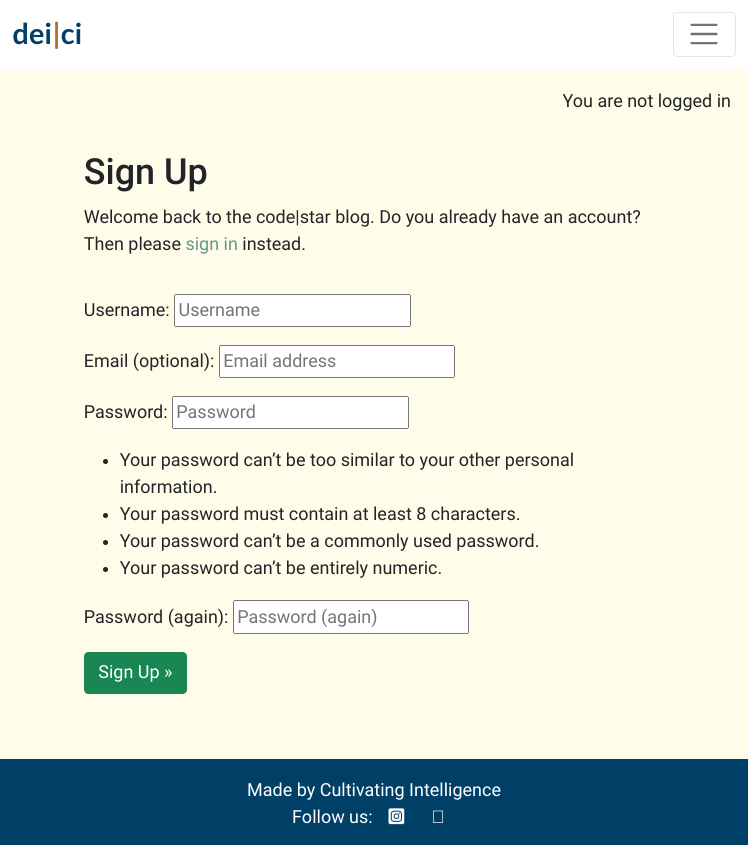 dei|ci
You are not logged in
Sign Up
Welcome back to the code|star blog. Do you already have an account?
Then please sign in instead.
Username: Username
Email (optional): Email address
Password: Password
• Your password can’t be too similar to your other personal
information.
• Your password must contain at least 8 characters.
• Your password can’t be a commonly used password.
• Your password can’t be entirely numeric.
Password (again): Password (again)
Sign Up »
Made by Cultivating Intelligence
Follow us: